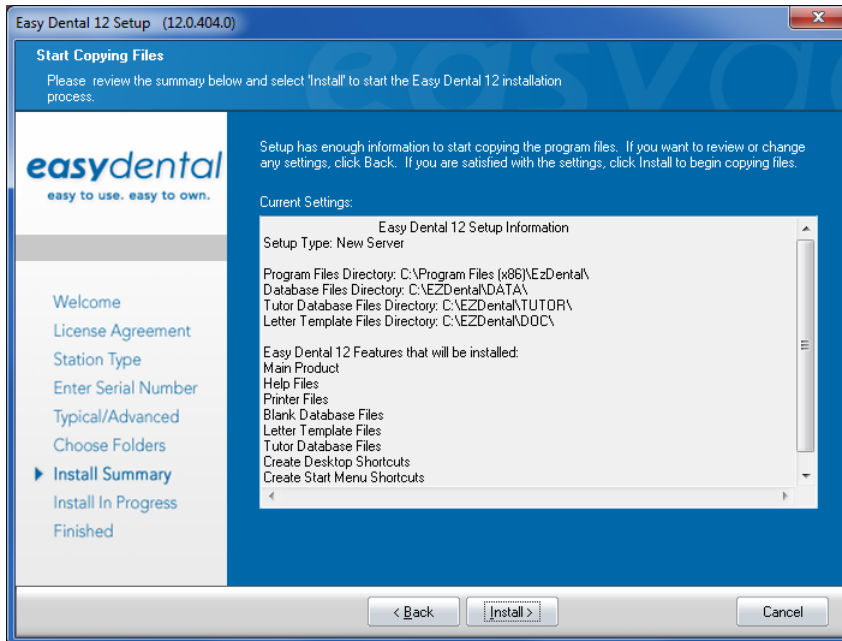 Easy Dental 12 Setup (12.0.404.0)
Start Copying Files
Please review the summary below and select 'Install' to start the Easy Dental 12 installation
process.
easydental
easy to use. easy to own.
Welcome
License Agreement
Station Type
Enter Serial Number
Typical/Advanced
Choose Folders
Install Summary
Install In Progress
Finished
Setup has enough information to start copying the program files. If you want to review or change
any settings, click Back. If you are satisfied with the settings, click Install to begin copying files.
Current Settings:
Easy Dental 12 Setup Information
Setup Type: New Server
Program Files Directory: C:\Program Files (x86)\EzDental\
Database Files Directory: C:\EZDental\DATA\
Tutor Database Files Directory: C:\EZDental\TUTOR\
Letter Template Files Directory: C:\EZDental\DOC\
Easy Dental 12 Features that will be installed:
Main Product
Help Files
Printer Files
Blank Database Files
Letter Template Files
Tutor Database Files
Create Desktop Shortcuts
Create Start Menu Shortcuts
< Back
Install >
Cancel